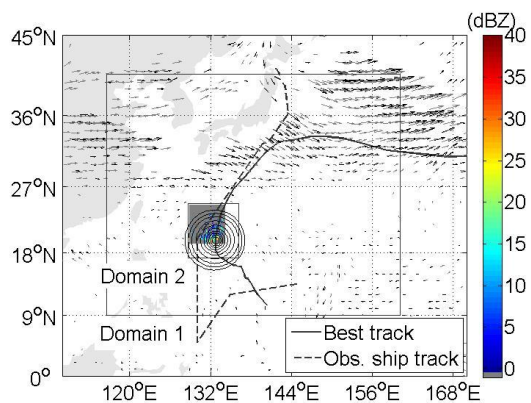 (dBZ)
45°N
36°N
27°N
18°N
9°N
0°
120°E
132°E
144°E
156°E
168°E
Domain 2
Domain 1
Best track
Obs. ship track
40
35
30
25
20
15
10
5
0